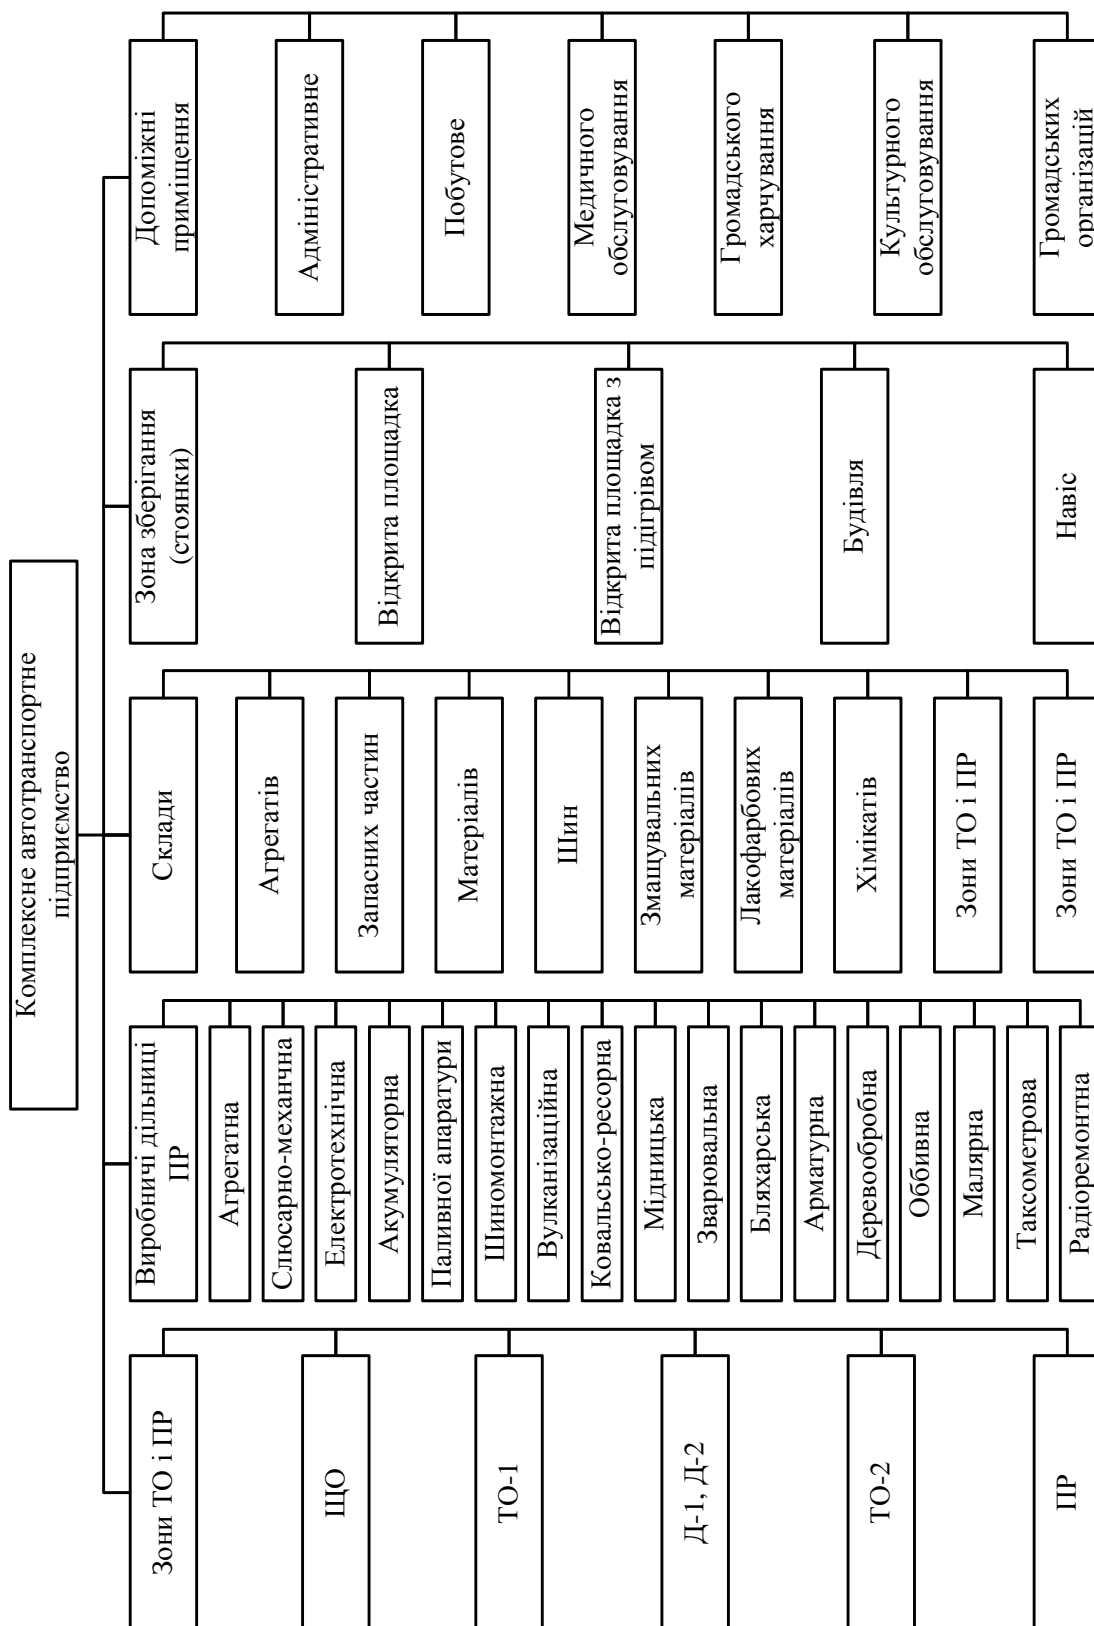 Комплексне автотранспортне
підприємство
Зони ТО і ПР
ЩО
ТО-1
Д-1, Д-2
ТО-2
ПР
Виробничі дільниці
ПР
Агрегатна
Слюсарно-механчна
Електротехнічна
Акумуляторна
Паливної апаратури
Шиномонтажна
Вулканізаційна
Ковальсько-ресорна
Мідницька
Зварювальна
Бляхарська
Арматурна
Деревообробна
Оббивна
Малярна
Таксометрова
Радіоремонтна
Склади
Агрегатів
Запасних частин
Матеріалів
Шин
Змащувальних
матеріалів
Лакофарбових
матеріалів
Хімікатів
Зони ТО і ПР
Зони ТО і ПР
Зона зберігання
(стоянки)
Відкрита площадка
Відкрита площадка з
підігрівом
Будівля
Навіс
Допоміжні
приміщення
Адміністративне
Побутове
Медичного
обслуговування
Громадського
харчування
Культурного
обслуговування
Громадських
організацій